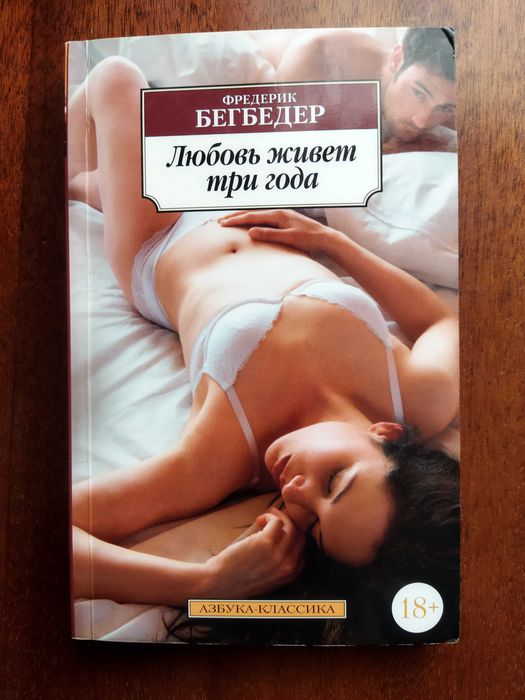 ФРЕДЕРИК
БЕГБЕДЕР
Любовь живет
три года
АЗБУКА-КЛАССИКА
18+